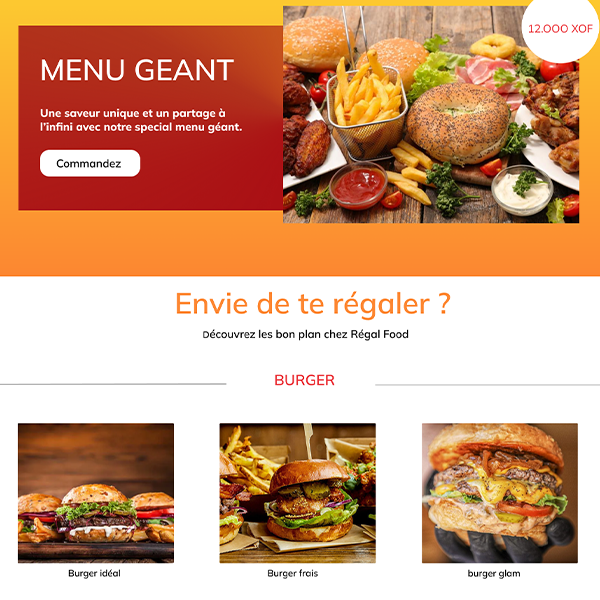 12.000 XOF
MENU GEANT
Une saveur unique et un partage à
l'infini avec notre special menu géant.
Commandez
Envie de te régaler ?
Découvrez les bon plan chez Régal Food
BURGER
Burger idéal
Burger frais
burger glam